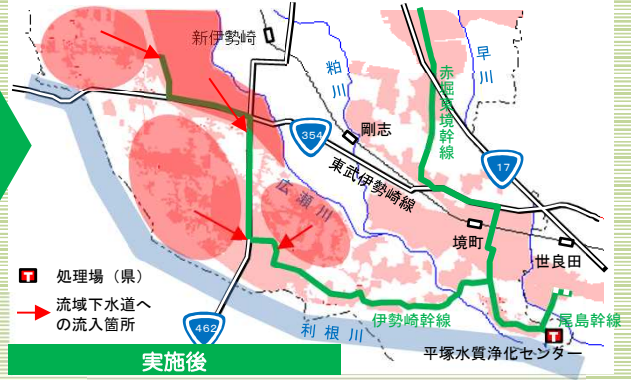 新伊勢崎
粕川
早川
赤堀東境幹線
剛志
354
17
東武伊勢崎線
広瀬川
境町
世良田
T 処理場（県）
流域下水道へ
の流入箇所
462
利根川
伊勢崎幹線
尾島幹線
T
平塚水質浄化センター
実施後